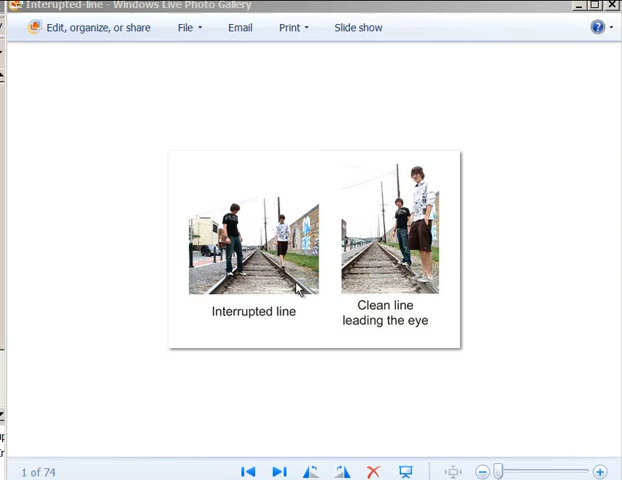 Interupted-line - Windows Live Photo Gallery
Edit, organize, or share File Email Print Slide show ?
Interrupted line
Clean line
leading the eye
1 of 74